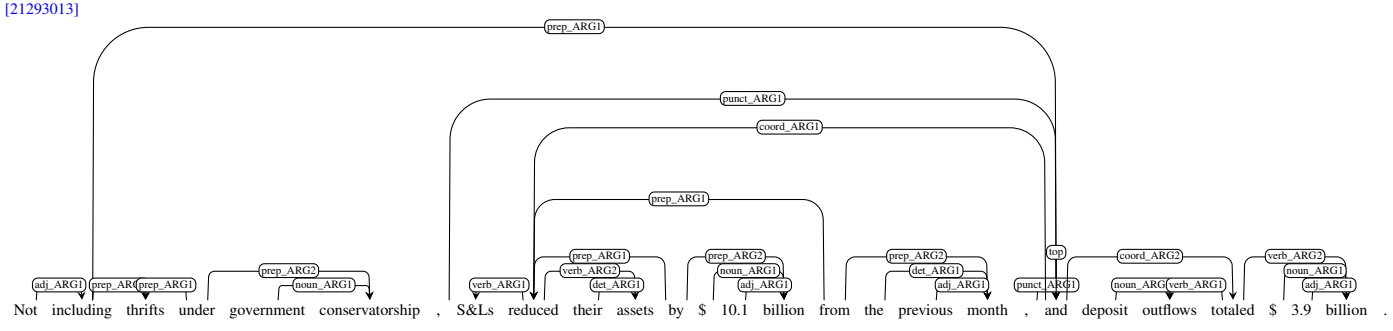 [21293013]
prep_ARG1
punct_ARG1
coord_ARG1
prep_ARG1
top
prep_ARG2 prep_ARG1 prep_ARG2 prep_ARG2 coord_ARG2 verb_ARG2
verb_ARG2 noun_ARG1 det_ARG1 noun_ARG1
adj_ARG1 prep_ARG1 noun_ARG1 verb_ARG1 det_ARG1 adj_ARG1 adj_ARG1 punct_ARG1 verb_ARG1 adj_ARG1
Not including thrifts under government conservatorship , S&Ls reduced their assets by $ 10.1 billion from the previous month , and deposit outflows totaled $ 3.9 billion .